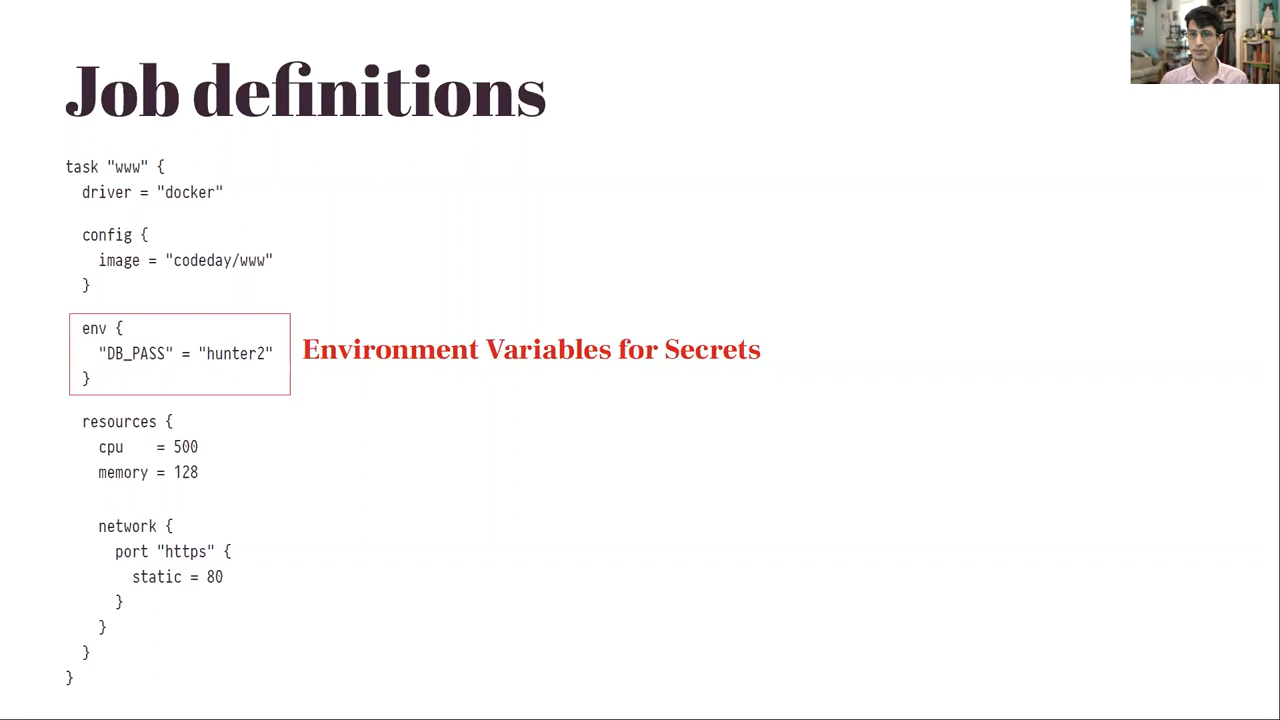 Job definitions
task "www" {
driver = "docker"
config {
image = "codeday/www"
}
env {
"DB_PASS" = "hunter2"
}
Environment Variables for Secrets
resources {
cpu    = 500
memory = 128
network {
port "https" {
static = 80
}
}
}
}